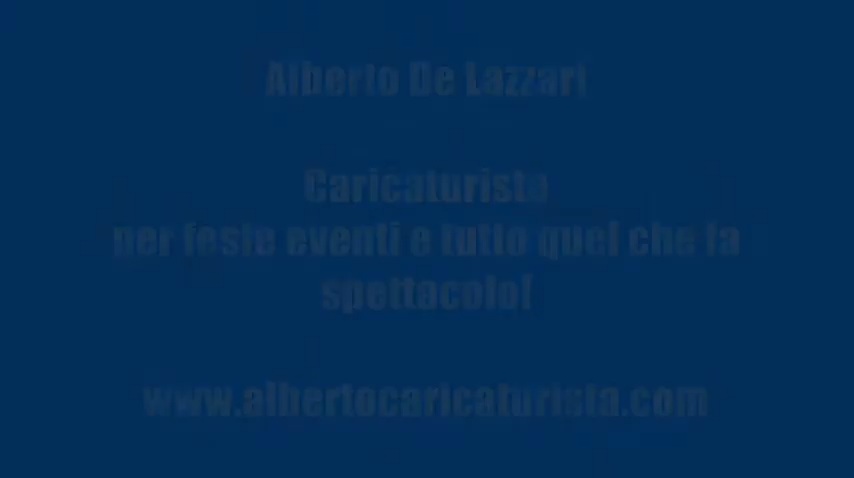 Alberto De Lazzari
Caricaturista
per feste eventi e tutto quel che fa
spettacolo!
www.albertocaricaturista.com